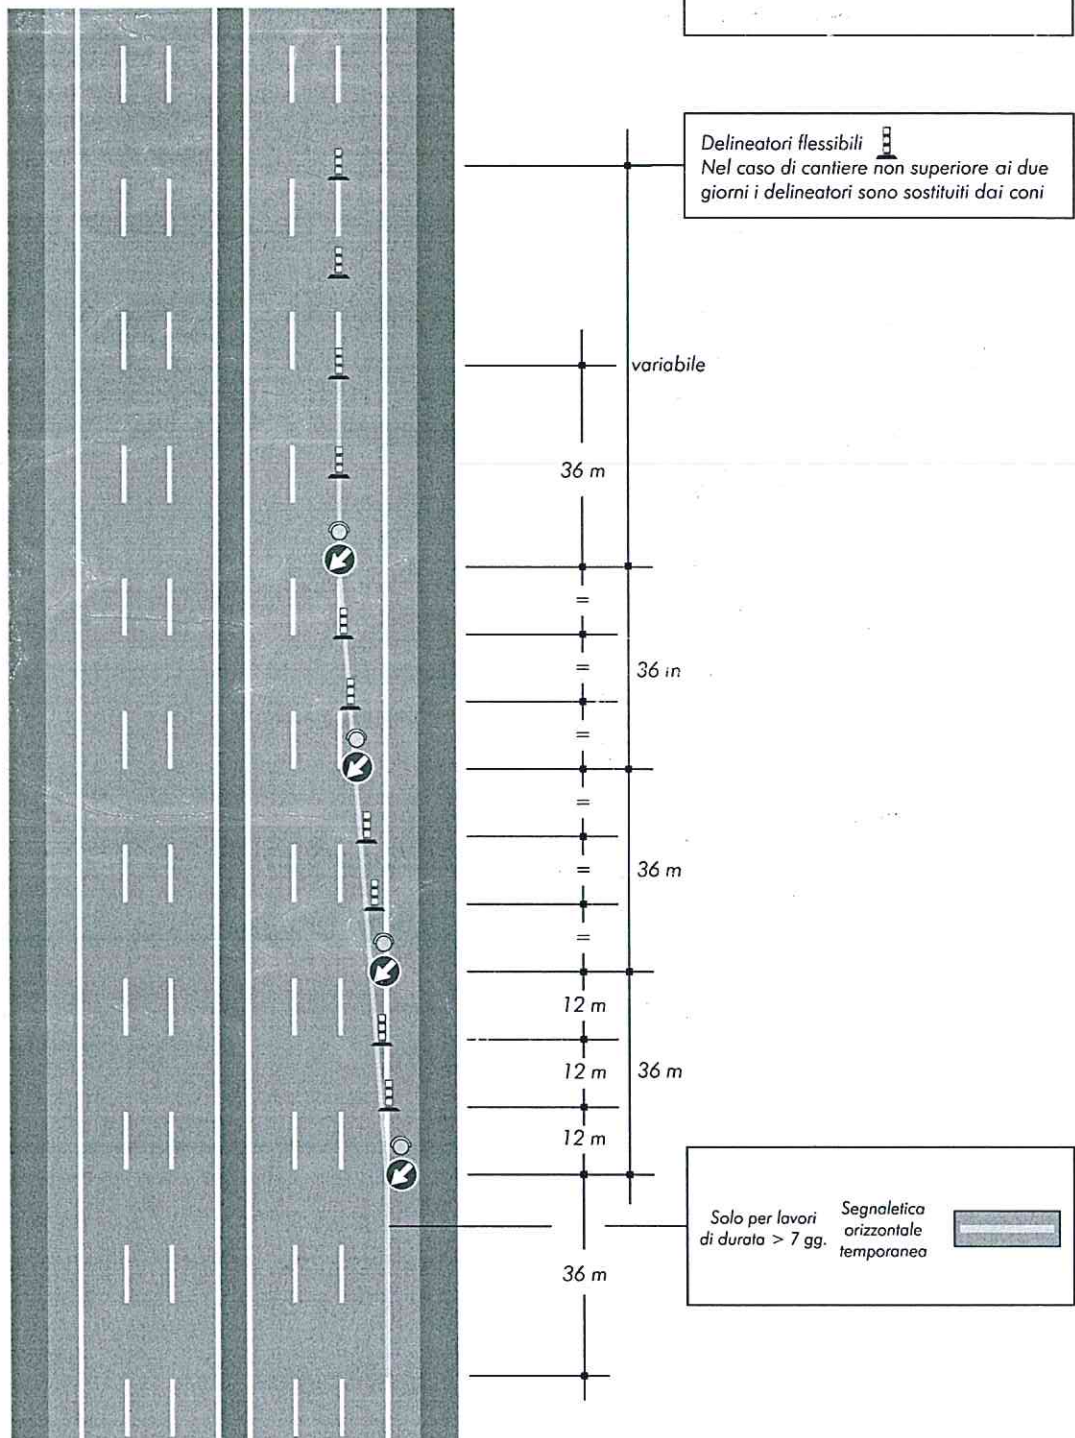 Delineatori flessibili
Nel caso di cantiere non superiore ai due
giorni i delineatori sono sostituiti dai coni
variabile
36 m
=
=
36 in
=
=
=
36 m
=
12 m
12 m
36 m
12 m
Solo per lavori
di durata > 7 gg.
Segnaletica
orizzontale
temporanea
36 m